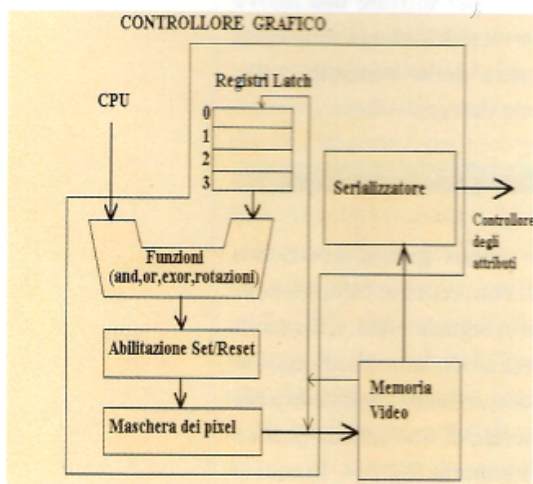 CONTROLLORE GRAFICO
Registri Latch
CPU
0
1
2
3
Serializzatore
Controllore
degli
attributi
Funzioni
(and,or,exor,rotazioni)
Abilitazione Set/Reset
Maschera dei pixel
Memoria
Video